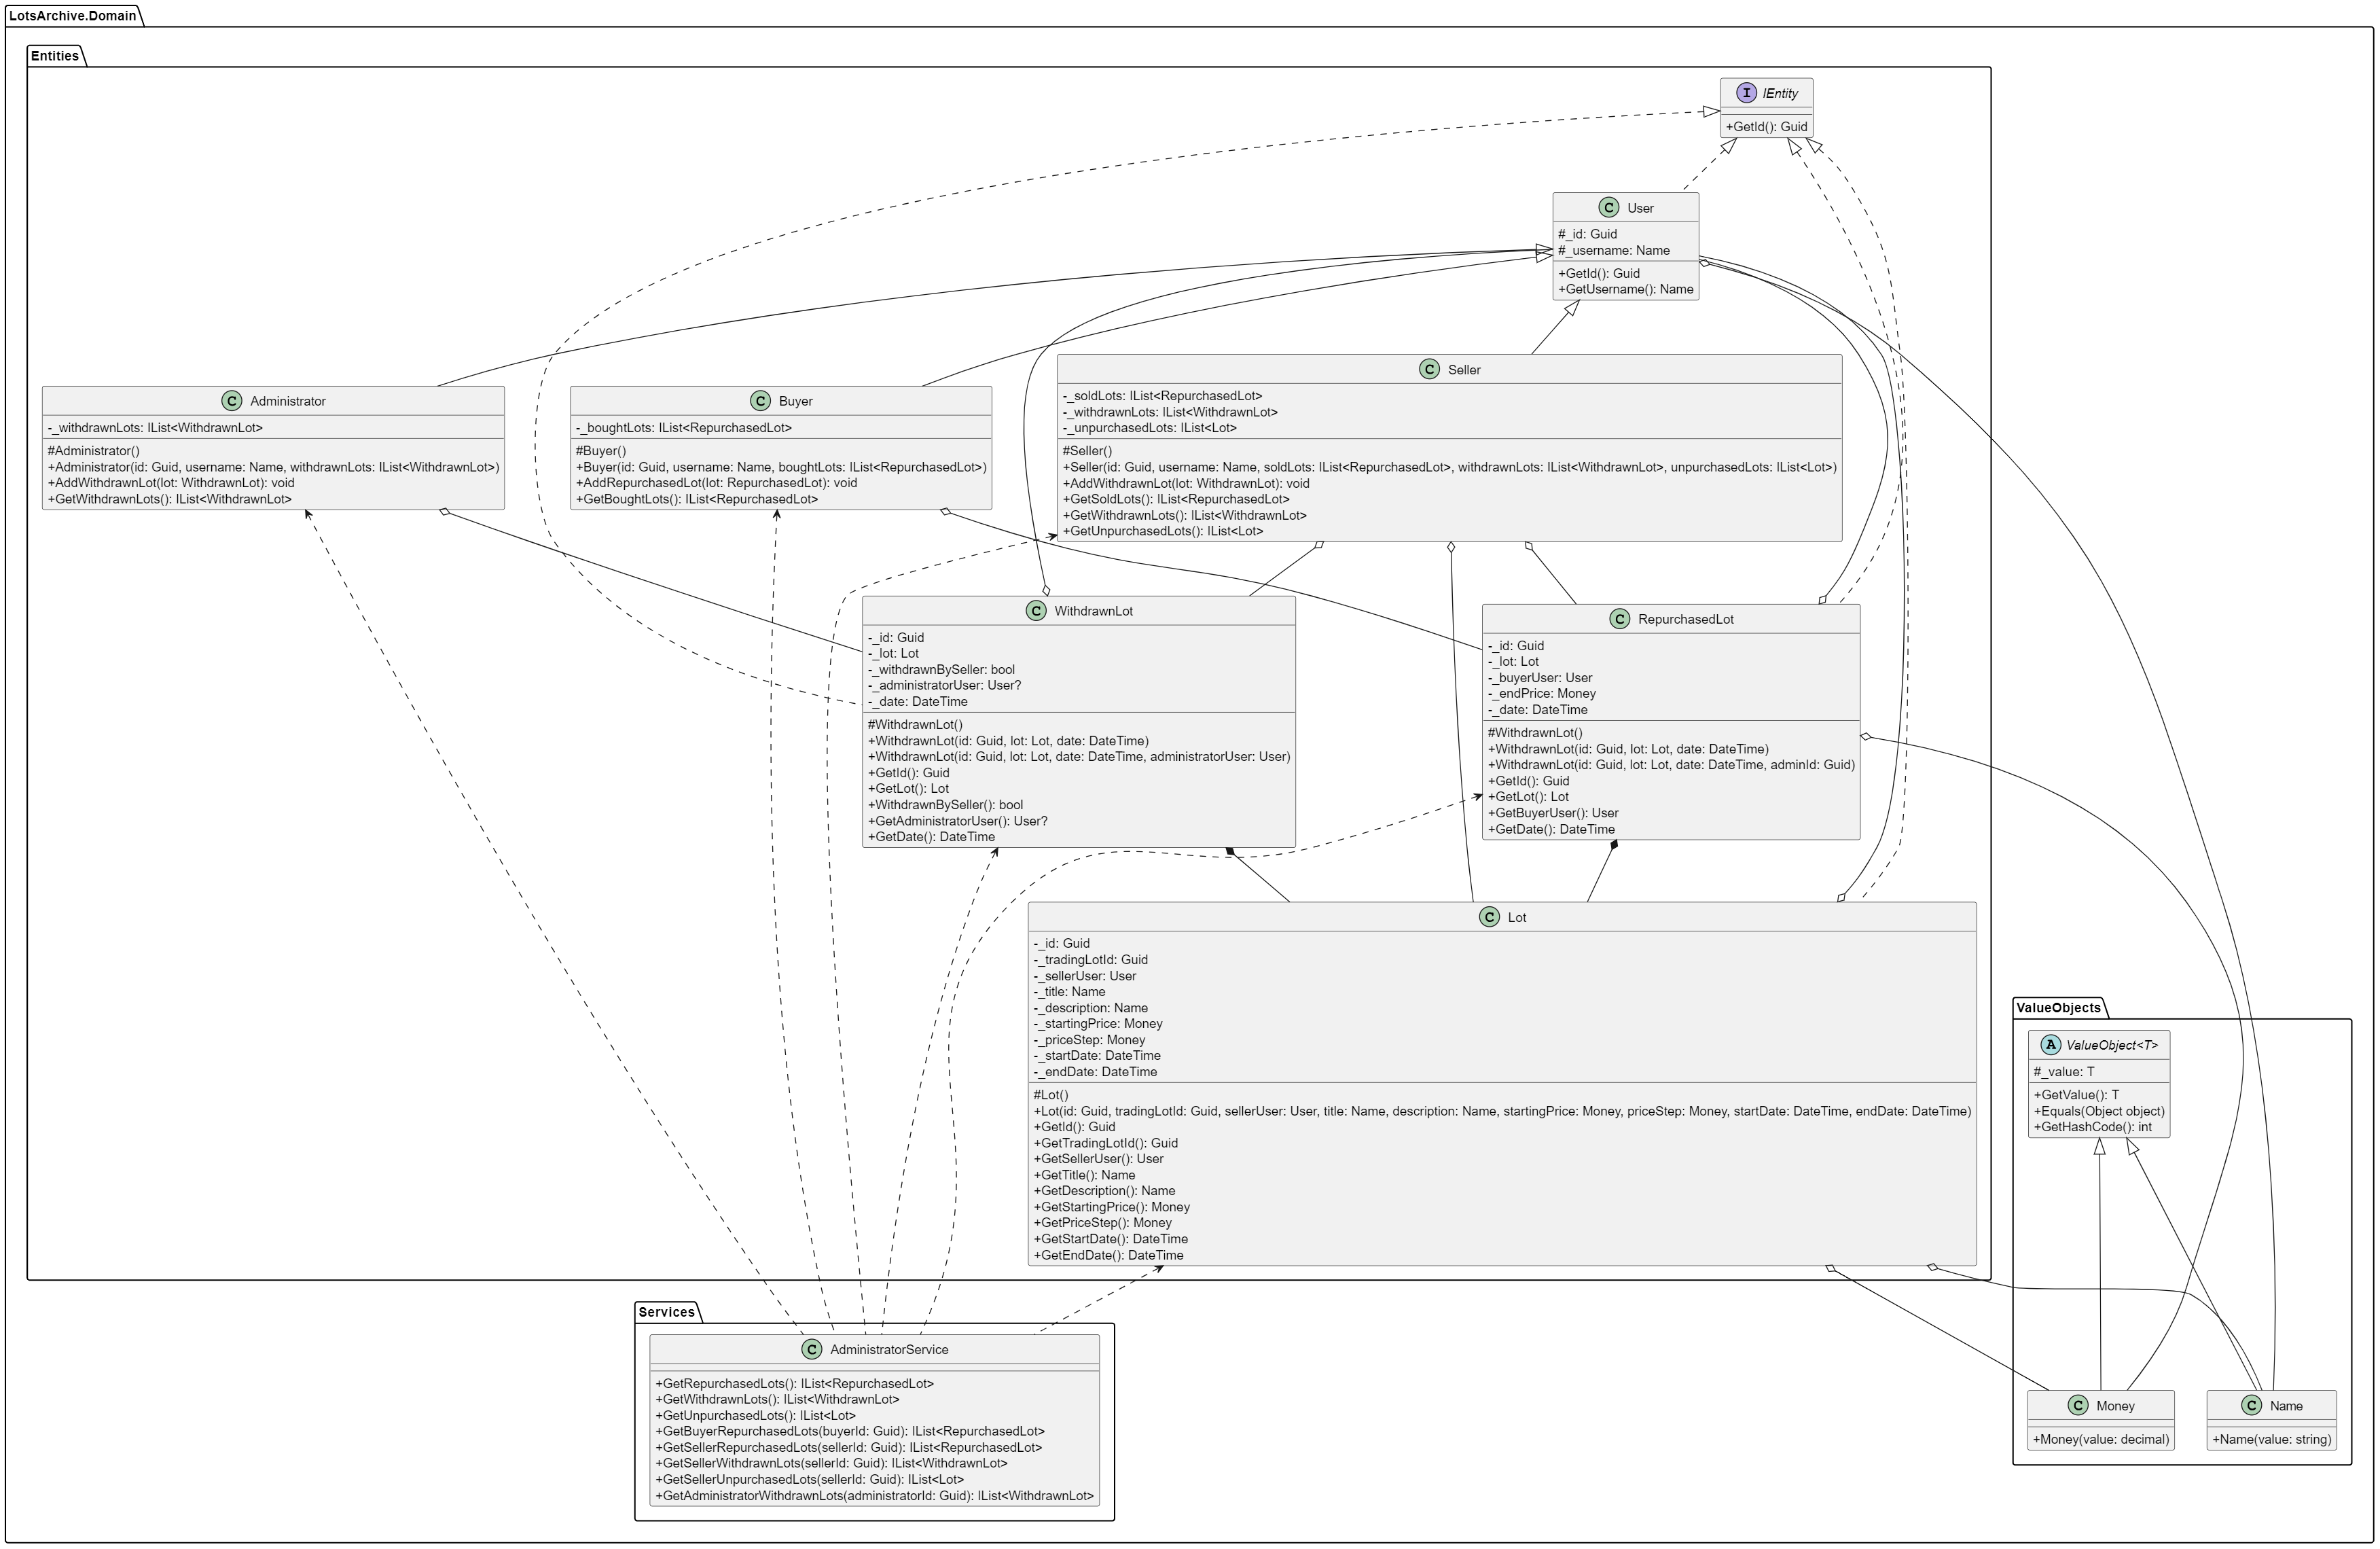 LotsArchive.Domain
Entities
I IEntity
+GetId(): Guid
C User
#_id: Guid
#_username: Name
+GetId(): Guid
+GetUsername(): Name
C Administrator
-_withdrawnLots: IList<WithdrawnLot>
#Administrator()
+Administrator(id: Guid, username: Name, withdrawnLots: IList<WithdrawnLot>)
+AddWithdrawnLot(lot: WithdrawnLot): void
+GetWithdrawnLots(): IList<WithdrawnLot>
C Buyer
-_boughtLots: IList<RepurchasedLot>
#Buyer()
+Buyer(id: Guid, username: Name, boughtLots: IList<RepurchasedLot>)
+AddRepurchasedLot(lot: RepurchasedLot): void
+GetBoughtLots(): IList<RepurchasedLot>
C Seller
-_soldLots: IList<RepurchasedLot>
-_withdrawnLots: IList<WithdrawnLot>
-_unpurchasedLots: IList<Lot>
#Seller()
+Seller(id: Guid, username: Name, soldLots: IList<RepurchasedLot>, withdrawnLots: IList<WithdrawnLot>, unpurchasedLots: IList<Lot>)
+AddWithdrawnLot(lot: WithdrawnLot): void
+GetSoldLots(): IList<RepurchasedLot>
+GetWithdrawnLots(): IList<WithdrawnLot>
+GetUnpurchasedLots(): IList<Lot>
C WithdrawnLot
-_id: Guid
-_lot: Lot
-_withdrawnBySeller: bool
-_administratorUser: User?
-_date: DateTime
#WithdrawnLot()
+WithdrawnLot(id: Guid, lot: Lot, date: DateTime)
+WithdrawnLot(id: Guid, lot: Lot, date: DateTime, administratorUser: User)
+GetId(): Guid
+GetLot(): Lot
+WithdrawnBySeller(): bool
+GetAdministratorUser(): User?
+GetDate(): DateTime
C RepurchasedLot
-_id: Guid
-_lot: Lot
-_buyerUser: User
-_endPrice: Money
-_date: DateTime
#WithdrawnLot()
+WithdrawnLot(id: Guid, lot: Lot, date: DateTime)
+WithdrawnLot(id: Guid, lot: Lot, date: DateTime, adminId: Guid)
+GetId(): Guid
+GetLot(): Lot
+GetBuyerUser(): User
+GetDate(): DateTime
C Lot
-_id: Guid
-_tradingLotId: Guid
-_sellerUser: User
-_title: Name
-_description: Name
-_startingPrice: Money
-_priceStep: Money
-_startDate: DateTime
-_endDate: DateTime
#Lot()
+Lot(id: Guid, tradingLotId: Guid, sellerUser: User, title: Name, description: Name, startingPrice: Money, priceStep: Money, startDate: DateTime, endDate: DateTime)
+GetId(): Guid
+GetTradingLotId(): Guid
+GetSellerUser(): User
+GetTitle(): Name
+GetDescription(): Name
+GetStartingPrice(): Money
+GetPriceStep(): Money
+GetStartDate(): DateTime
+GetEndDate(): DateTime
ValueObjects
A ValueObject<T>
#_value: T
+GetValue(): T
+Equals(Object object)
+GetHashCode(): int
C Money
+Money(value: decimal)
C Name
+Name(value: string)
Services
C AdministratorService
+GetRepurchasedLots(): IList<RepurchasedLot>
+GetWithdrawnLots(): IList<WithdrawnLot>
+GetUnpurchasedLots(): IList<Lot>
+GetBuyerRepurchasedLots(buyerId: Guid): IList<RepurchasedLot>
+GetSellerRepurchasedLots(sellerId: Guid): IList<RepurchasedLot>
+GetSellerWithdrawnLots(sellerId: Guid): IList<WithdrawnLot>
+GetSellerUnpurchasedLots(sellerId: Guid): IList<Lot>
+GetAdministratorWithdrawnLots(administratorId: Guid): IList<WithdrawnLot>